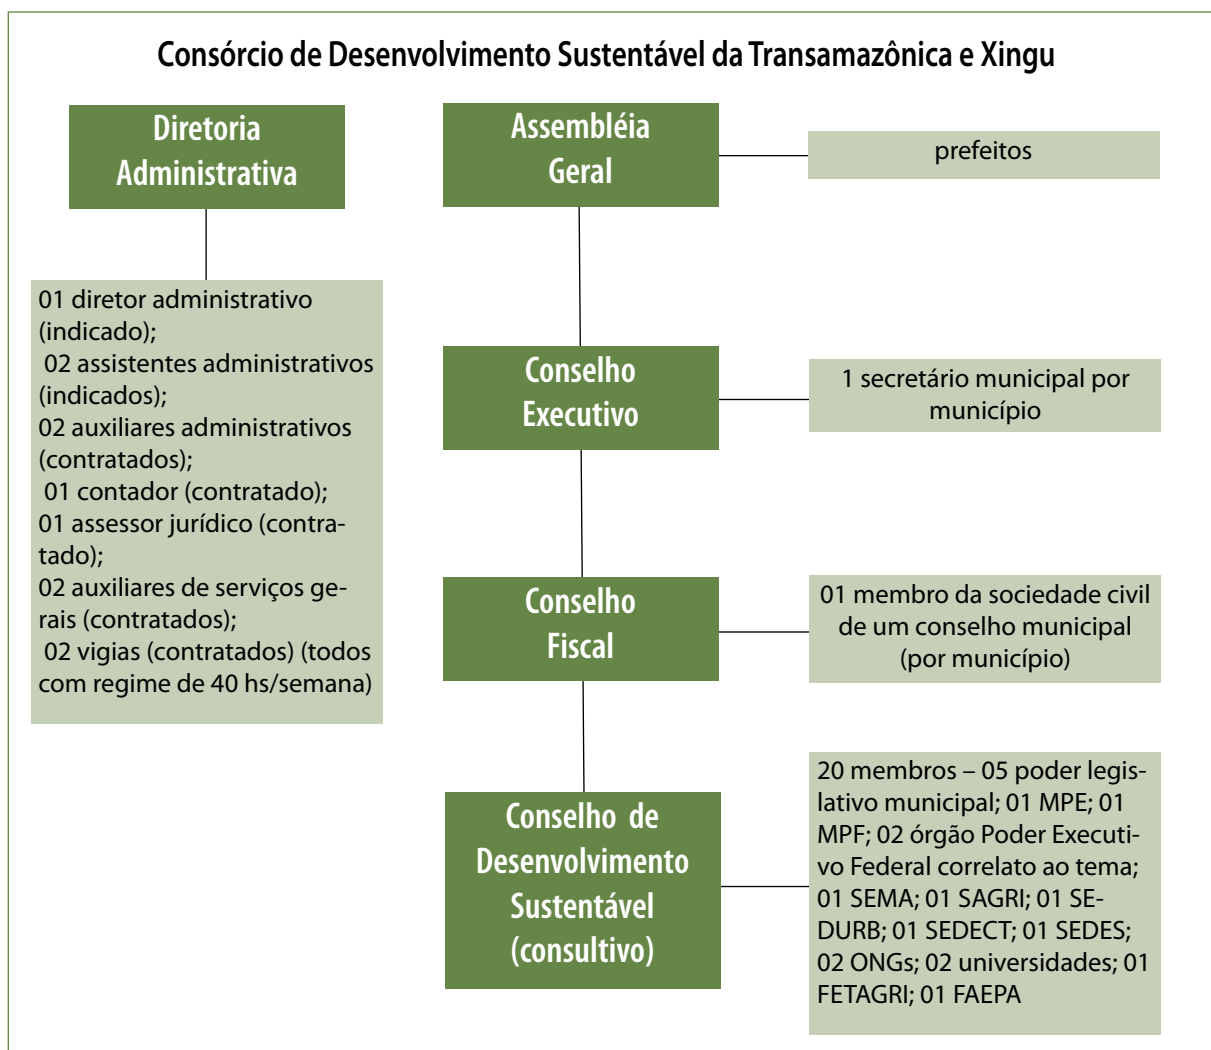 Consórcio de Desenvolvimento Sustentável da Transamazônica e Xingu
Diretoria
Administrativa
01 diretor administrativo
(indicado);
02 assistentes administrativos
(indicados);
02 auxiliares administrativos
(contratados);
01 contador (contratado);
01 assessor jurídico (contra-
tado);
02 auxiliares de serviços ge-
rais (contratados);
02 vigias (contratados) (todos
com regime de 40 hs/semana)
Assembléia
Geral
prefeitos
Conselho
Executivo
1 secretário municipal por
município
Conselho
Fiscal
01 membro da sociedade civil
de um conselho municipal
(por município)
Conselho de
Desenvolvimento
Sustentável
(consultivo)
20 membros – 05 poder legis-
lativo municipal; 01 MPE; 01
MPF; 02 órgão Poder Executi-
vo Federal correlato ao tema;
01 SEMA; 01 SAGRI; 01 SE-
DURB; 01 SEDECT; 01 SEDES;
02 ONGs; 02 universidades; 01
FETAGRI; 01 FAEPA